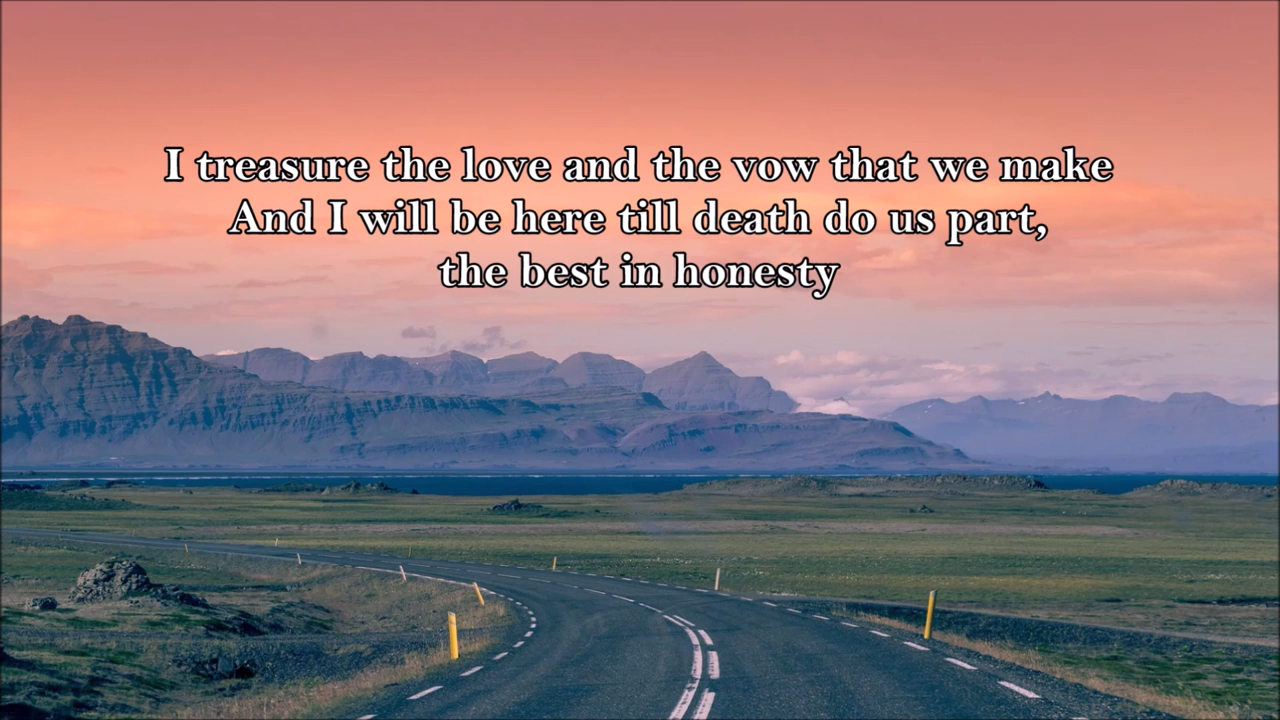 I treasure the love and the vow that we make
And I will be here till death do us part,
the best in honesty